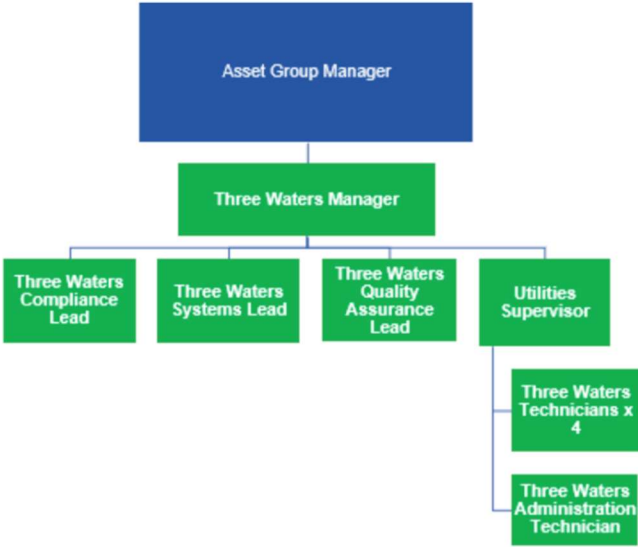 Asset Group Manager
Three Waters Manager
Three Waters
Compliance
Lead
Three Waters
Systems Lead
Three Waters
Quality
Assurance
Lead
Utilities
Supervisor
Three Waters
Technicians x
4
Three Waters
Administration
Technician